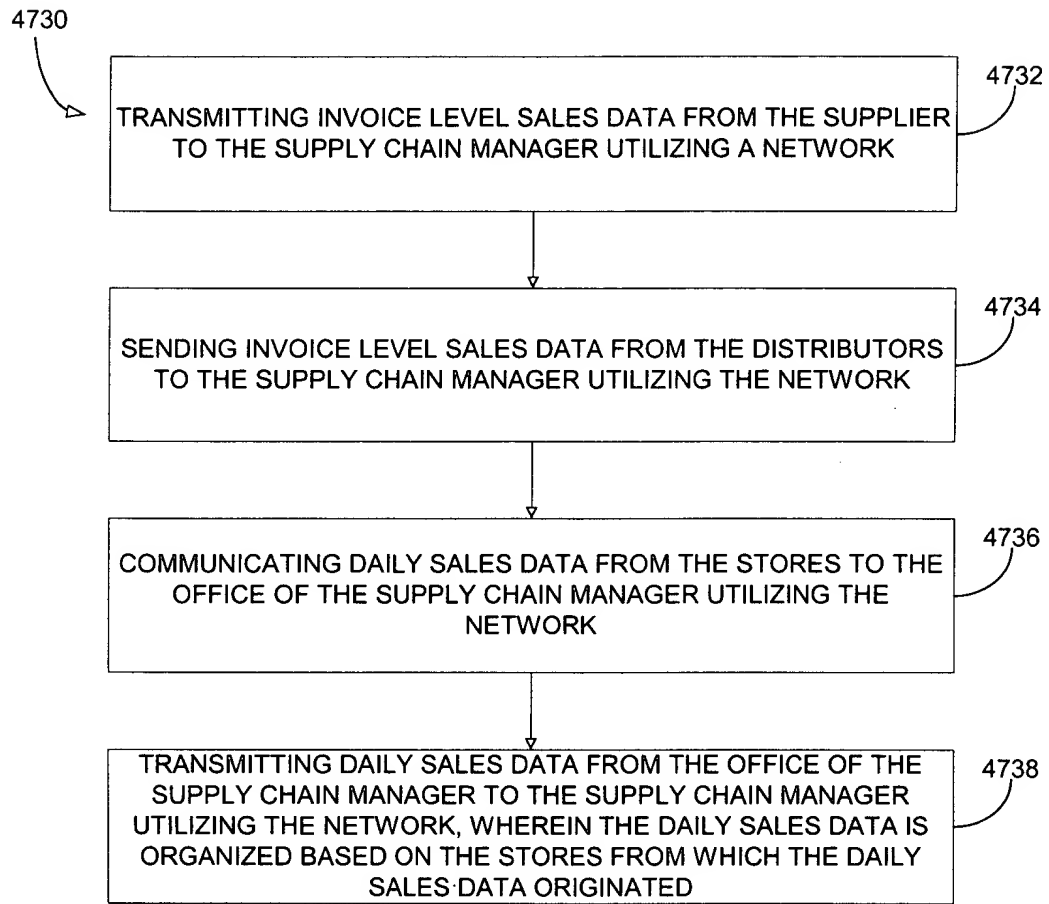 4730
4732
TRANSMITTING INVOICE LEVEL SALES DATA FROM THE SUPPLIER
TO THE SUPPLY CHAIN MANAGER UTILIZING A NETWORK
4734
SENDING INVOICE LEVEL SALES DATA FROM THE DISTRIBUTORS
TO THE SUPPLY CHAIN MANAGER UTILIZING THE NETWORK
4736
COMMUNICATING DAILY SALES DATA FROM THE STORES TO THE
OFFICE OF THE SUPPLY CHAIN MANAGER UTILIZING THE
NETWORK
4738
TRANSMITTING DAILY SALES DATA FROM THE OFFICE OF THE
SUPPLY CHAIN MANAGER TO THE SUPPLY CHAIN MANAGER
UTILIZING THE NETWORK, WHEREIN THE DAILY SALES DATA IS
ORGANIZED BASED ON THE STORES FROM WHICH THE DAILY
SALES DATA ORIGINATED